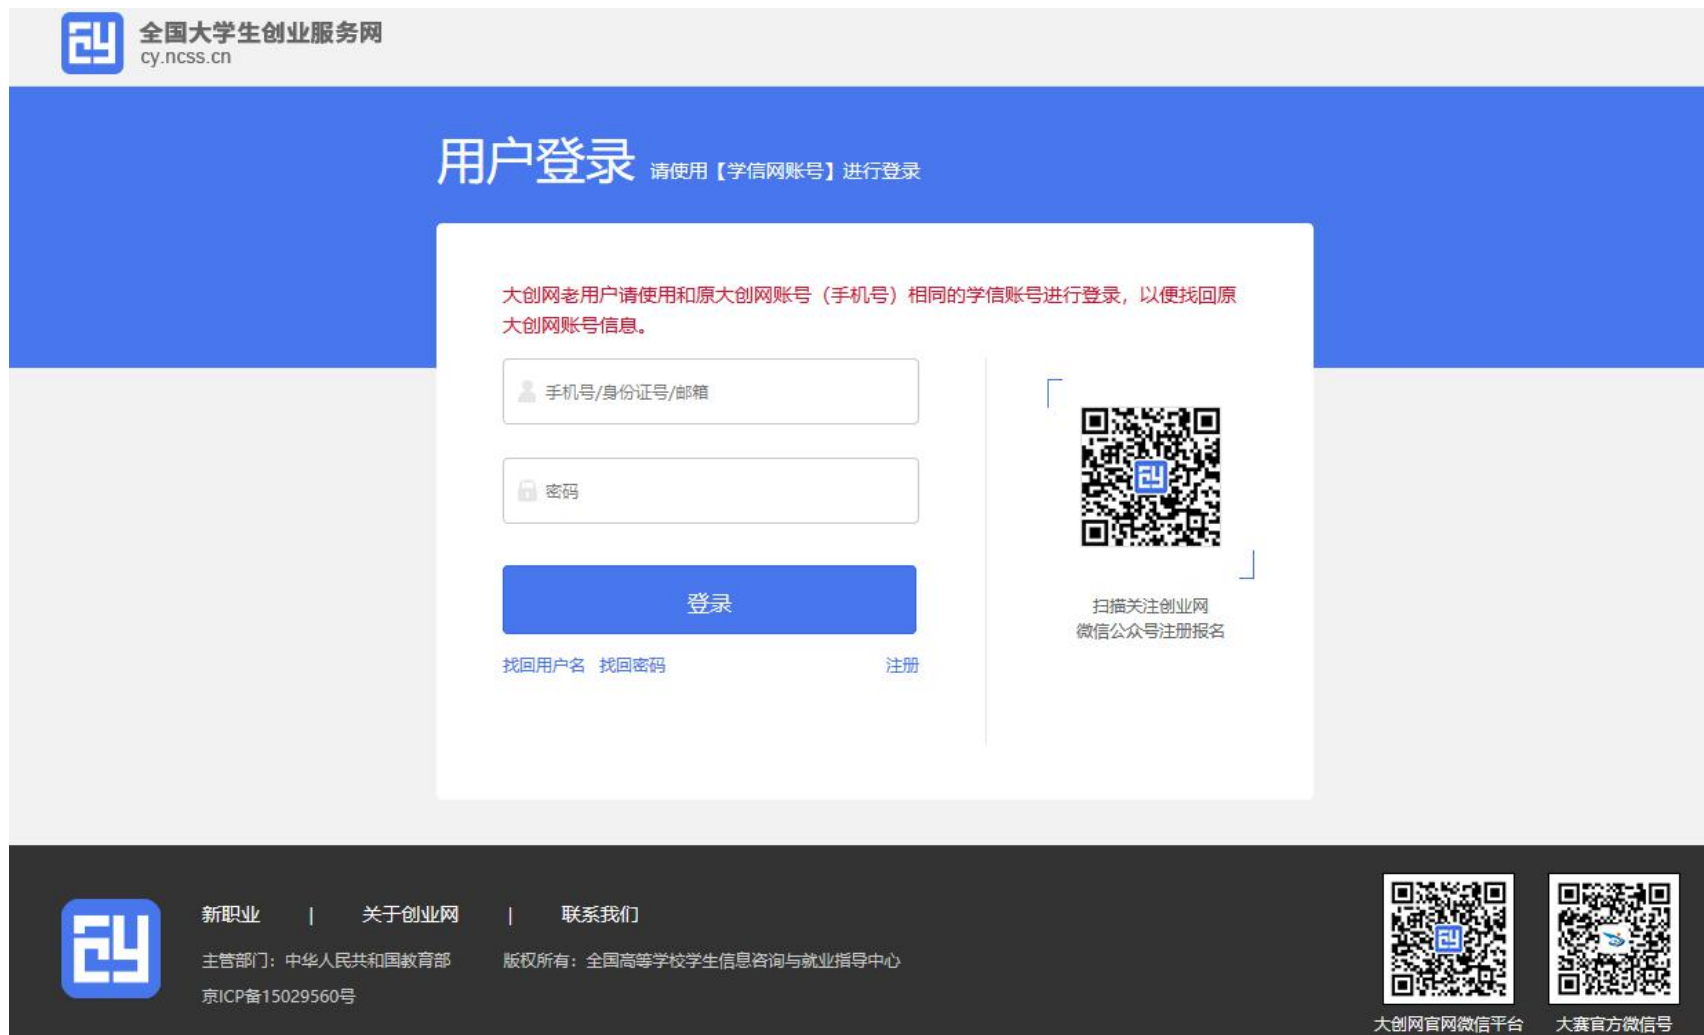 全国大学生创业服务网
cy.ncss.cn
用户登录 请使用【学信网账号】进行登录
大创网老用户请使用和原大创网账号（手机号）相同的学信账号进行登录，以便找回原
大创网账号信息。
手机号/身份证号/邮箱
密码
登录
找回用户名 找回密码 注册
扫描关注创业网
微信公众号注册报名
新职业 | 关于创业网 | 联系我们
主管部门：中华人民共和国教育部 版权所有：全国高等学校学生信息咨询与就业指导中心
京ICP备15029560号
大创网官网微信平台 大赛官方微信号